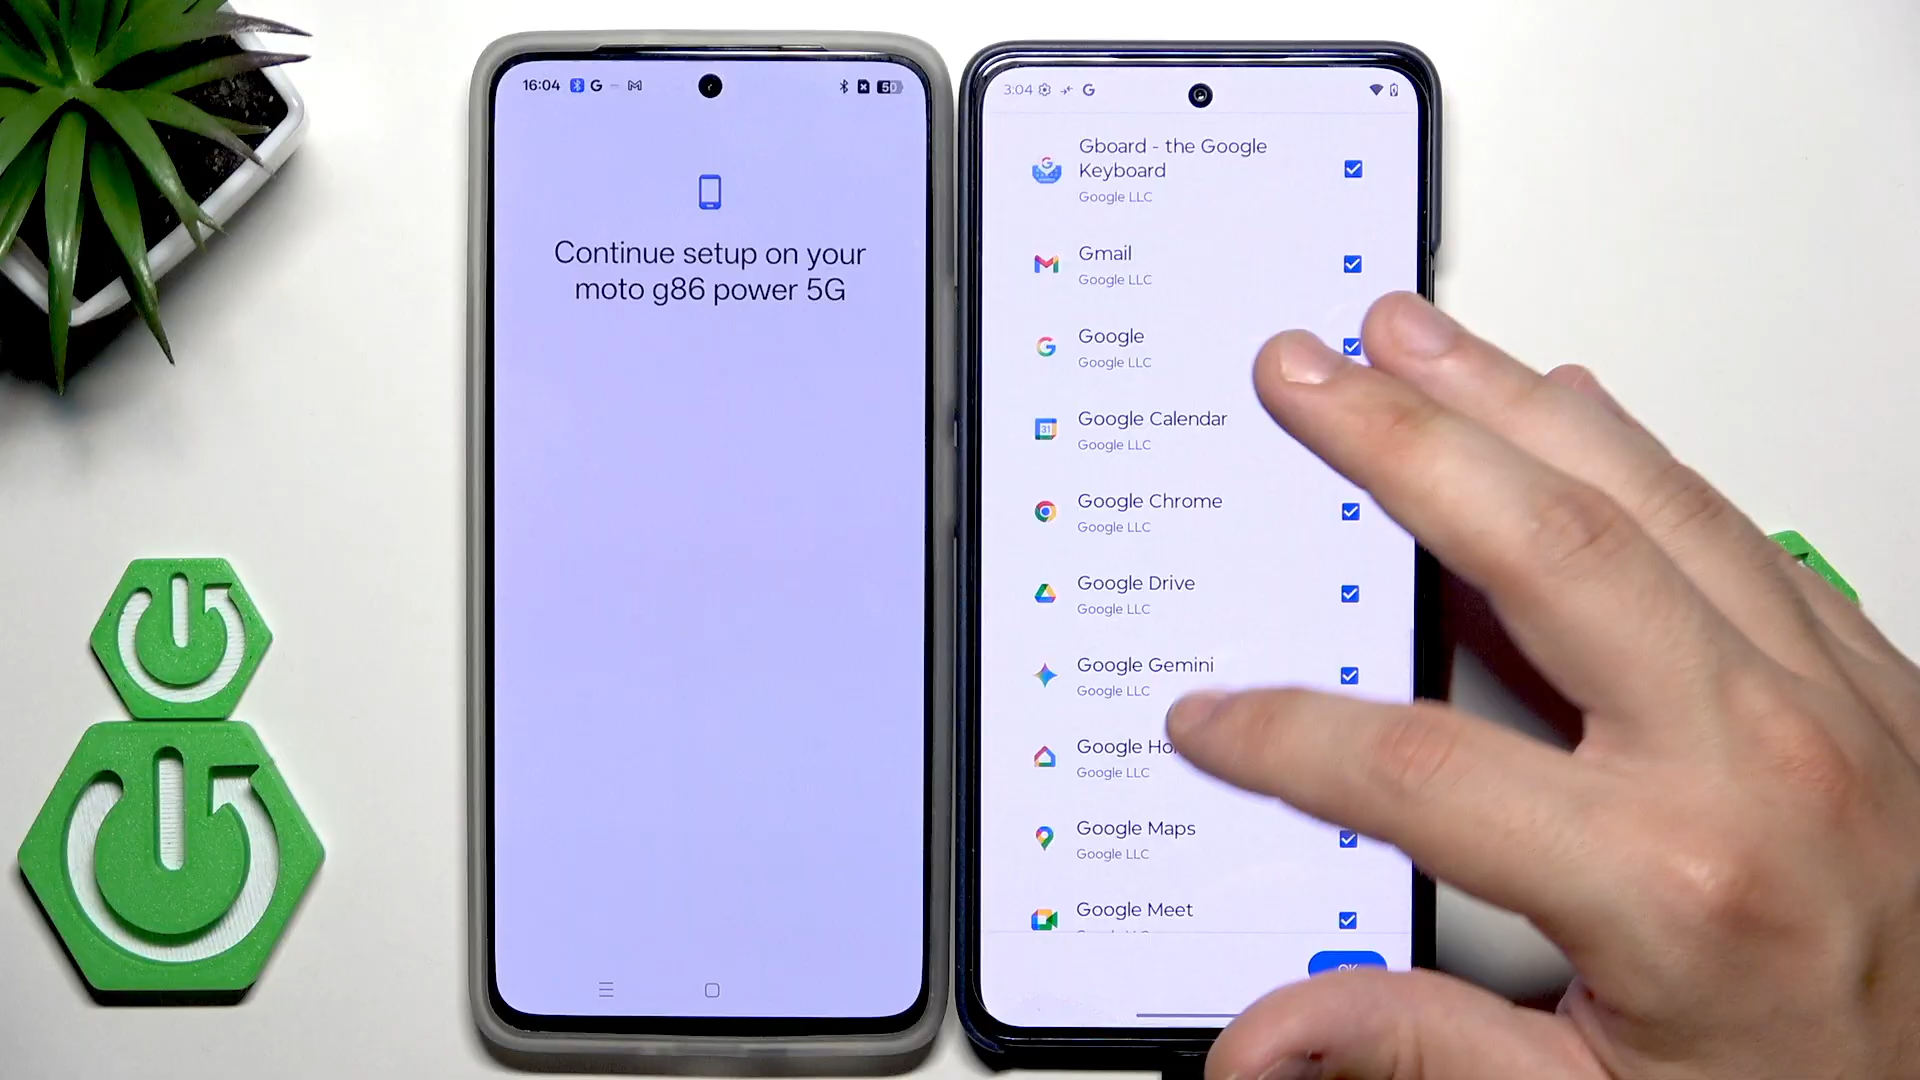 16:04
50
Continue setup on your
moto g86 power 5G
3:04
Gboard - the Google
Keyboard
Google LLC
Gmail
Google LLC
Google
Google LLC
Google Calendar
Google LLC
Google Chrome
Google LLC
Google Drive
Google LLC
Google Gemini
Google LLC
Google
Google LLC
Google Maps
Google LLC
Google Meet
OK